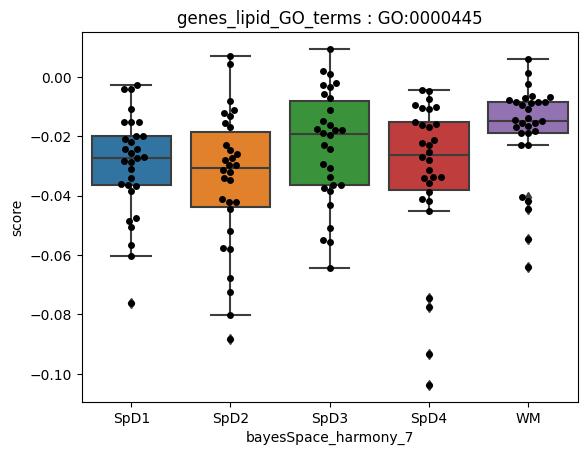 genes_lipid_GO_terms : GO:0000445
score
0.00
−0.02
−0.04
−0.06
−0.08
−0.10
SpD1 SpD2 SpD3 SpD4 WM
bayesSpace_harmony_7